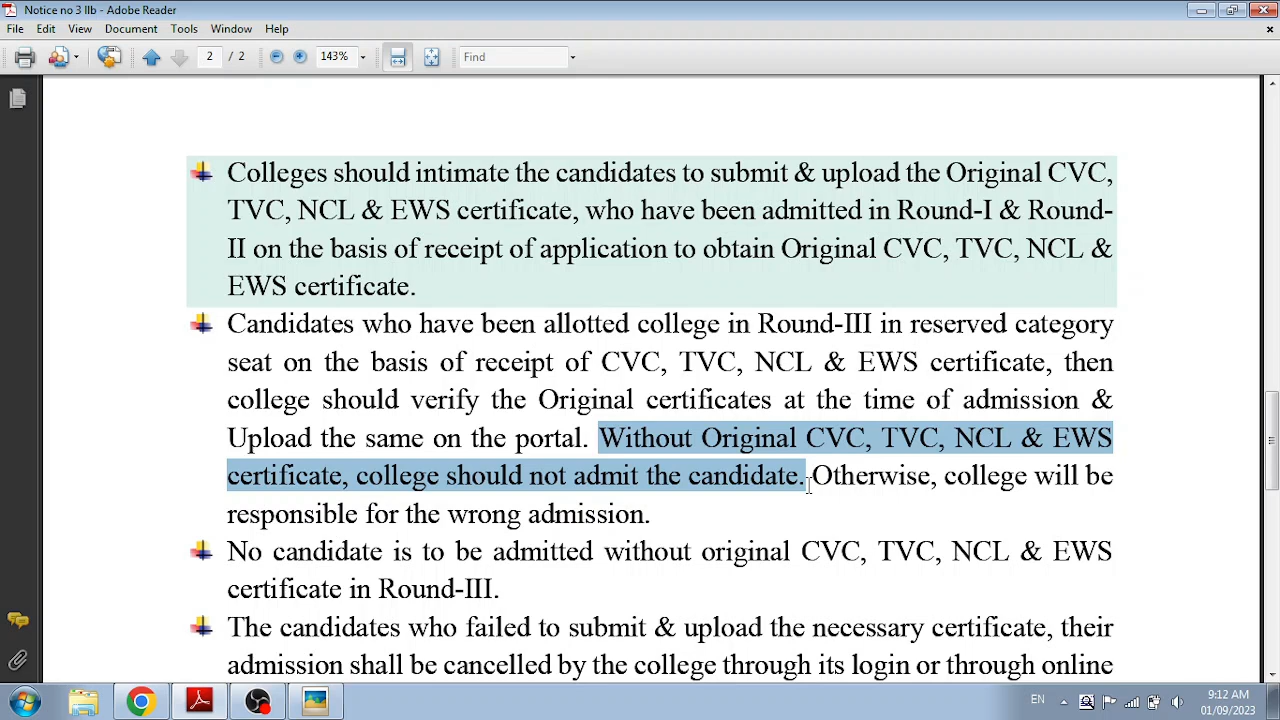 Notice no 3 llb - Adobe Reader
File Edit View Document Tools Window Help
2 / 2 143% Find
Colleges should intimate the candidates to submit & upload the Original CVC,
TVC, NCL & EWS certificate, who have been admitted in Round-I & Round-
II on the basis of receipt of application to obtain Original CVC, TVC, NCL &
EWS certificate.
Candidates who have been allotted college in Round-III in reserved category
seat on the basis of receipt of CVC, TVC, NCL & EWS certificate, then
college should verify the Original certificates at the time of admission &
Upload the same on the portal. Without Original CVC, TVC, NCL & EWS
certificate, college should not admit the candidate. Otherwise, college will be
responsible for the wrong admission.
No candidate is to be admitted without original CVC, TVC, NCL & EWS
certificate in Round-III.
The candidates who failed to submit & upload the necessary certificate, their
admission shall be cancelled by the college through its login or through online
EN 9:12 AM
01/09/2023